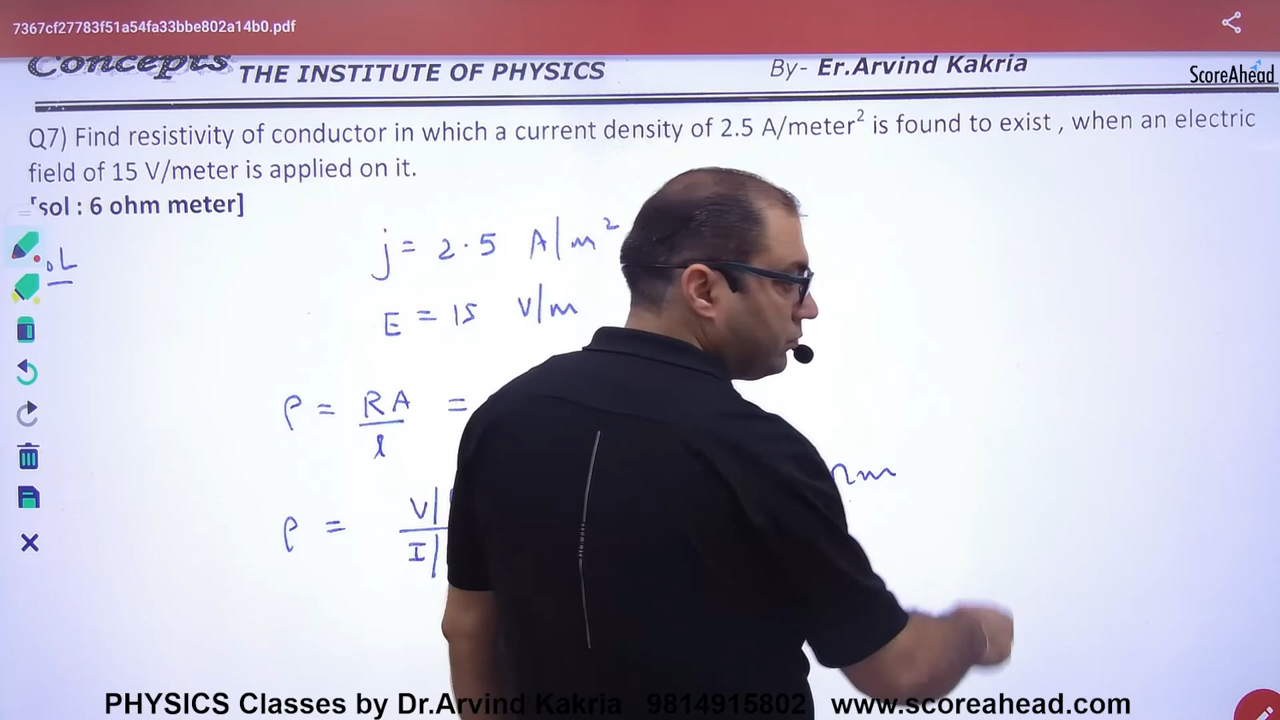 7367cf27783f51a54fa33bbe802a14b0.pdf
Concepts THE INSTITUTE OF PHYSICS By- Er.Arvind Kakria
ScoreAhead
Q7) Find resistivity of conductor in which a current density of 2.5 A/meter² is found to exist , when an electric
field of 15 V/meter is applied on it.
[sol : 6 ohm meter]
oL
j = 2.5 A/m²
E = 15 V/m
ρ = RA/l =
Ωm
ρ = V/ I/
PHYSICS Classes by Dr.Arvind Kakria 9814915802 www.scoreahead.com